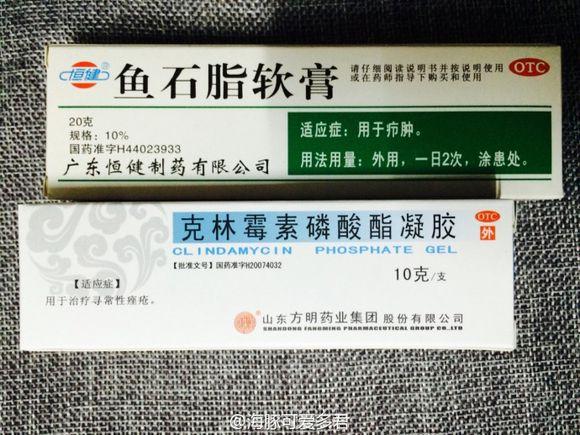 恒健
鱼石脂软膏
请仔细阅读说明书并按说明使用
或在药师指导下购买和使用
OTC
20克
规格：10%
国药准字H44023933
广东恒健制药有限公司
适应症：用于疖肿。
用法用量：外用，一日2次，涂患处。
克林霉素磷酸酯凝胶
CLINDAMYCIN PHOSPHATE GEL
OTC
外
【批准文号】国药准字H20074032
10克/支
【适应症】
用于治疗寻常性痤疮。
山东方明药业集团股份有限公司
SHANDONG FANGMING PHARMACEUTICAL GROUP CO.,LTD
@海豚可爱多君